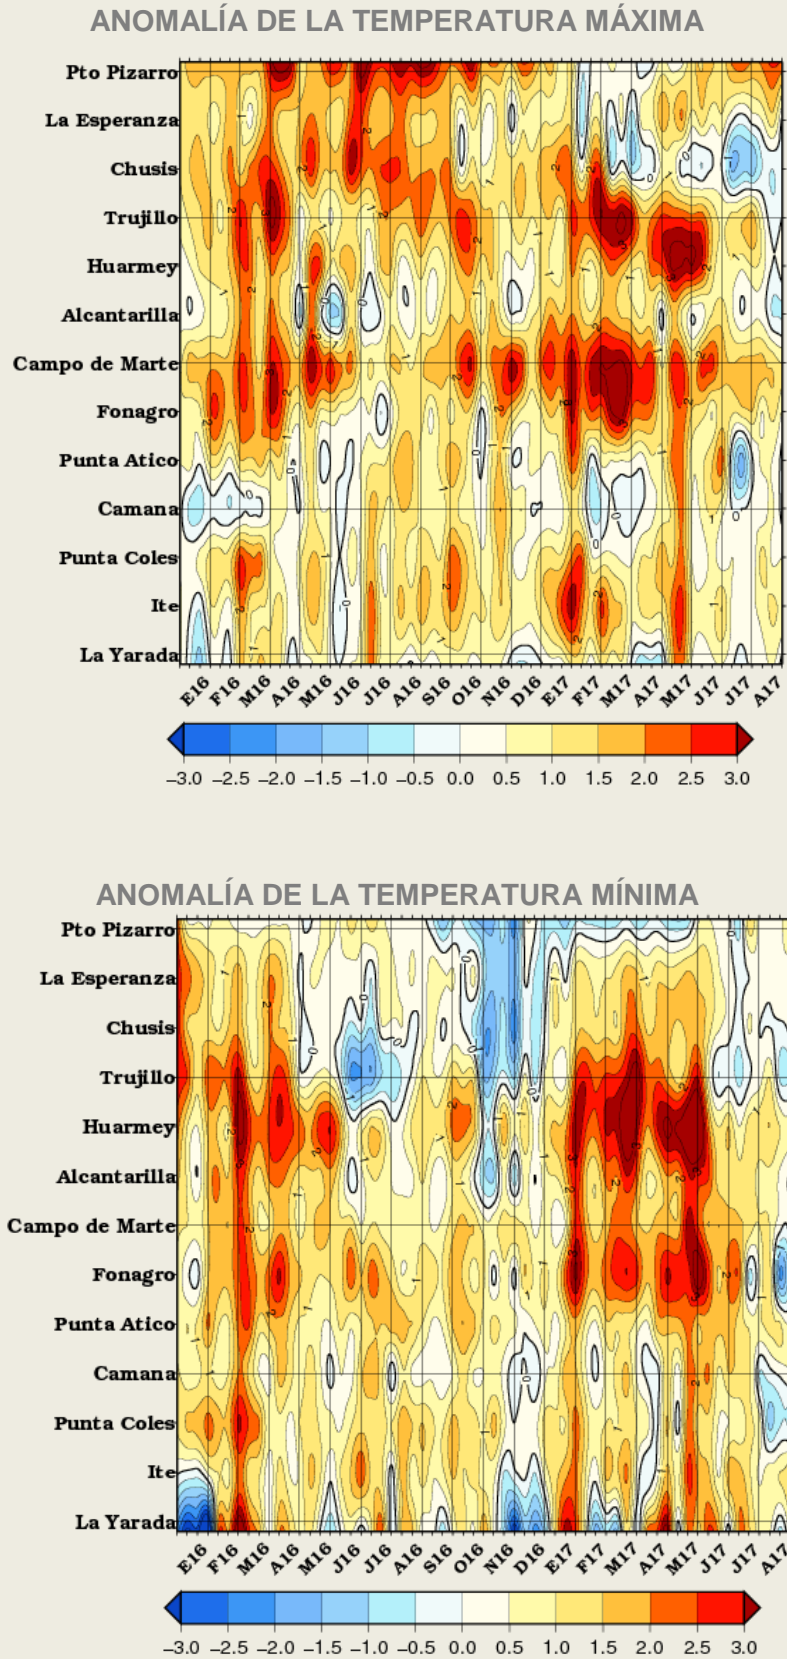 ANOMALÍA DE LA TEMPERATURA MÁXIMA
Pto Pizarro
La Esperanza
Chusis
Trujillo
Huarmey
Alcantarilla
Campo de Marte
Fonagro
Punta Atico
Camana
Punta Coles
Ite
La Yarada
E16 F16 M16 A16 M16 J16 J16 A16 S16 O16 N16 D16 E17 F17 M17 A17 M17 J17 J17 A17
−3.0 −2.5 −2.0 −1.5 −1.0 −0.5 0.0 0.5 1.0 1.5 2.0 2.5 3.0
ANOMALÍA DE LA TEMPERATURA MÍNIMA
Pto Pizarro
La Esperanza
Chusis
Trujillo
Huarmey
Alcantarilla
Campo de Marte
Fonagro
Punta Atico
Camana
Punta Coles
Ite
La Yarada
E16 F16 M16 A16 M16 J16 J16 A16 S16 O16 N16 D16 E17 F17 M17 A17 M17 J17 J17 A17
−3.0 −2.5 −2.0 −1.5 −1.0 −0.5 0.0 0.5 1.0 1.5 2.0 2.5 3.0